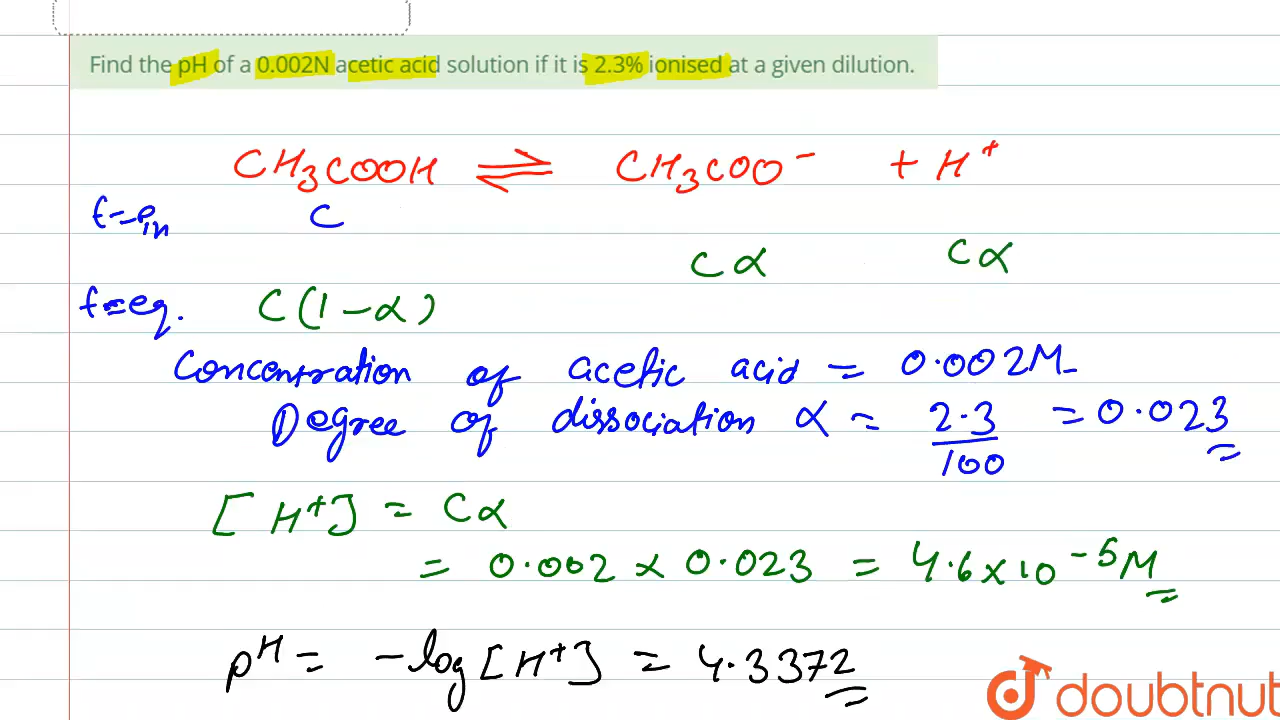 Find the pH of a 0.002N acetic acid solution if it is 2.3% ionised at a given dilution.
CH₃COOH ⇌ CH₃COO⁻ + H⁺
C
Cα Cα
t=eq. C(1-α)
Concentration of acetic acid = 0.002M
Degree of dissociation α = 2.3/100 = 0.023
[H⁺] = Cα
= 0.002 × 0.023 = 4.6×10⁻⁵M
pH = -log[H⁺] = 4.3372
doubtnut